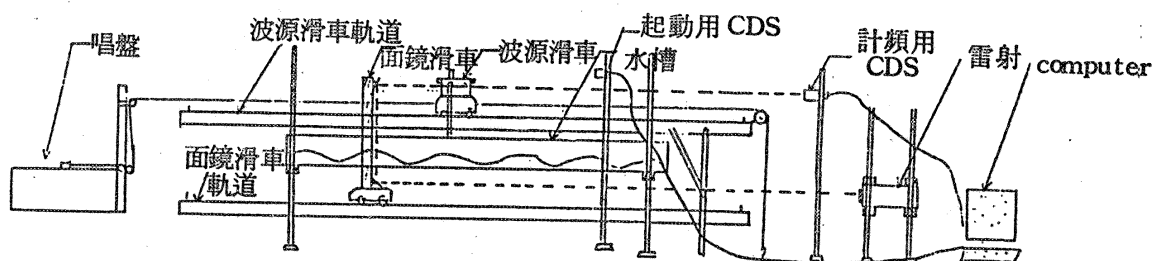 唱盤
波源滑車軌道
面鏡滑車
波源滑車
起動用 CDS
水槽
計頻用
CDS
雷射
computer
面鏡滑車
軌道